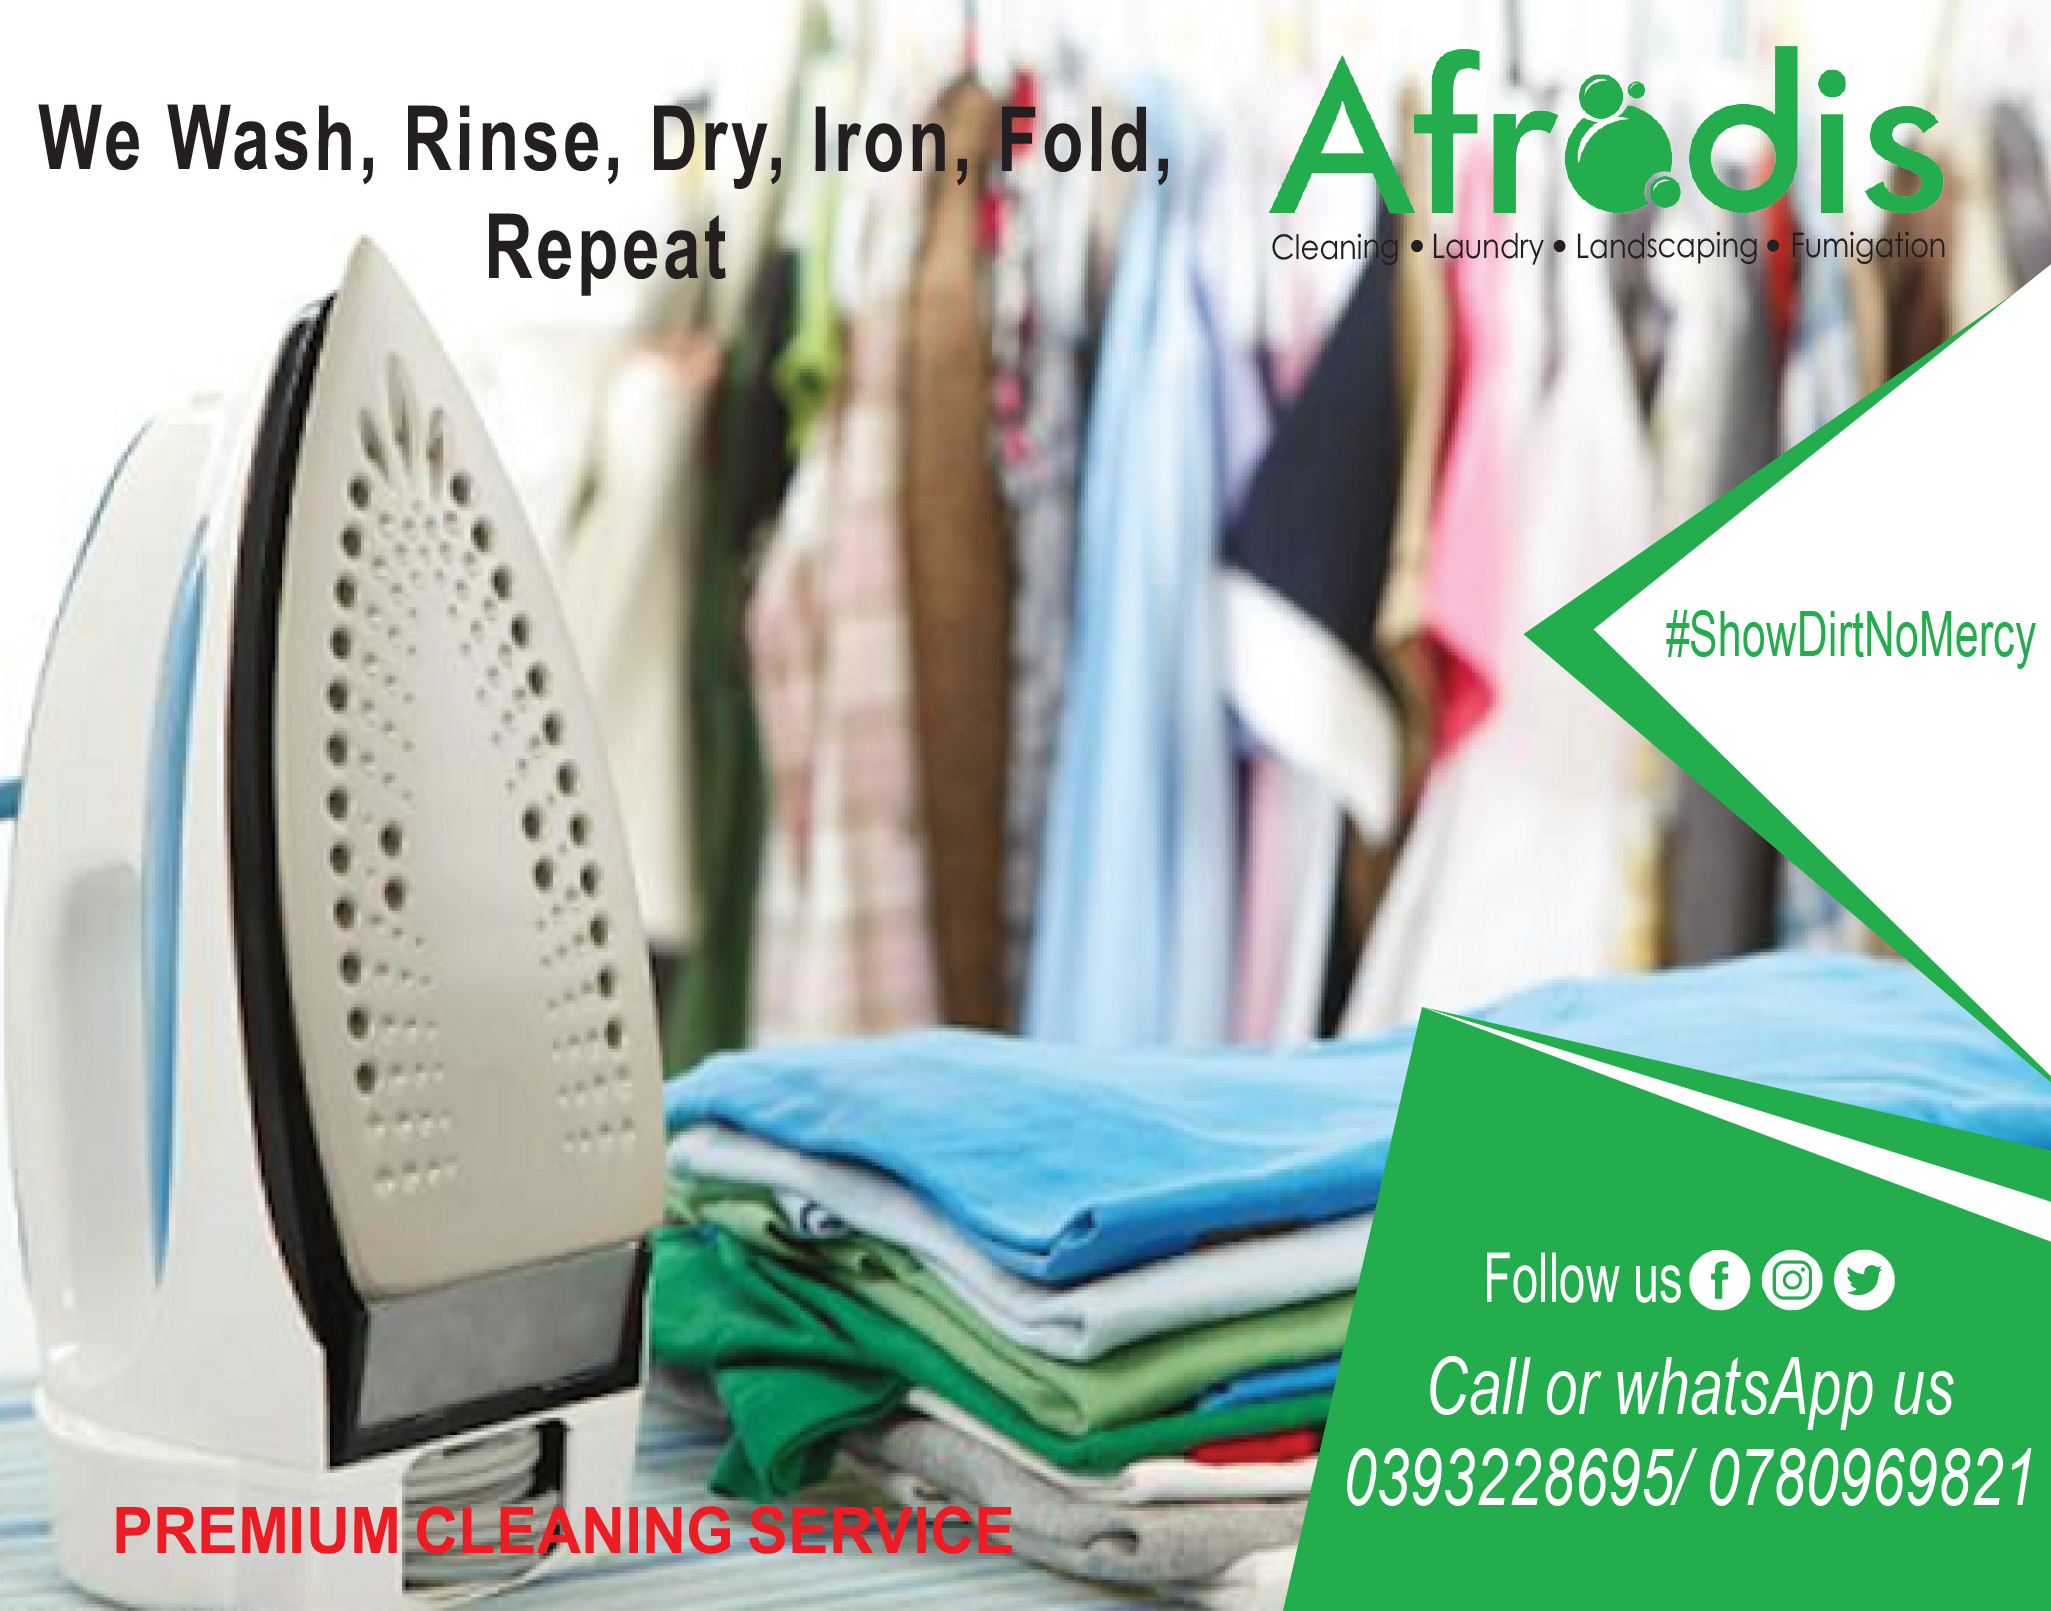 We Wash, Rinse, Dry, Iron, Fold,
Repeat
Afrodis
Cleaning • Laundry • Landscaping • Fumigation
#ShowDirtNoMercy
Follow us
Call or whatsApp us
0393228695/ 0780969821
PREMIUM CLEANING SERVICE